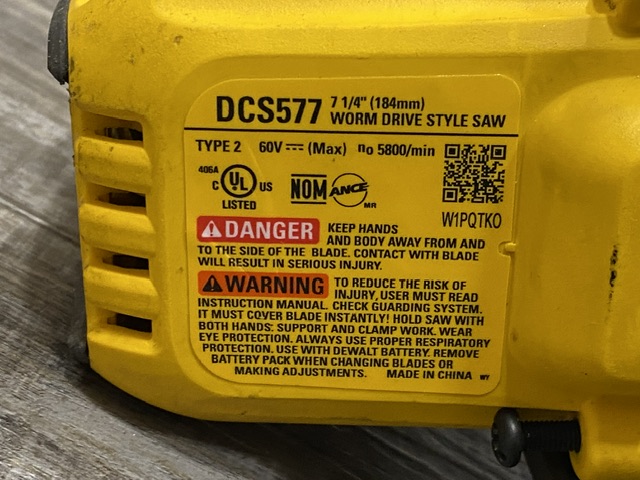 DCS577 7 1/4" (184mm)
WORM DRIVE STYLE SAW
TYPE 2 60V ⎓ (Max) n₀ 5800/min
406A
C UL US
LISTED
NOM ANCE
MR
W1PQTKO
DANGER KEEP HANDS
AND BODY AWAY FROM AND
TO THE SIDE OF THE BLADE. CONTACT WITH BLADE
WILL RESULT IN SERIOUS INJURY.
WARNING TO REDUCE THE RISK OF
INJURY, USER MUST READ
INSTRUCTION MANUAL. CHECK GUARDING SYSTEM.
IT MUST COVER BLADE INSTANTLY! HOLD SAW WITH
BOTH HANDS: SUPPORT AND CLAMP WORK. WEAR
EYE PROTECTION. ALWAYS USE PROPER RESPIRATORY
PROTECTION. USE WITH DEWALT BATTERY. REMOVE
BATTERY PACK WHEN CHANGING BLADES OR
MAKING ADJUSTMENTS. MADE IN CHINA WY